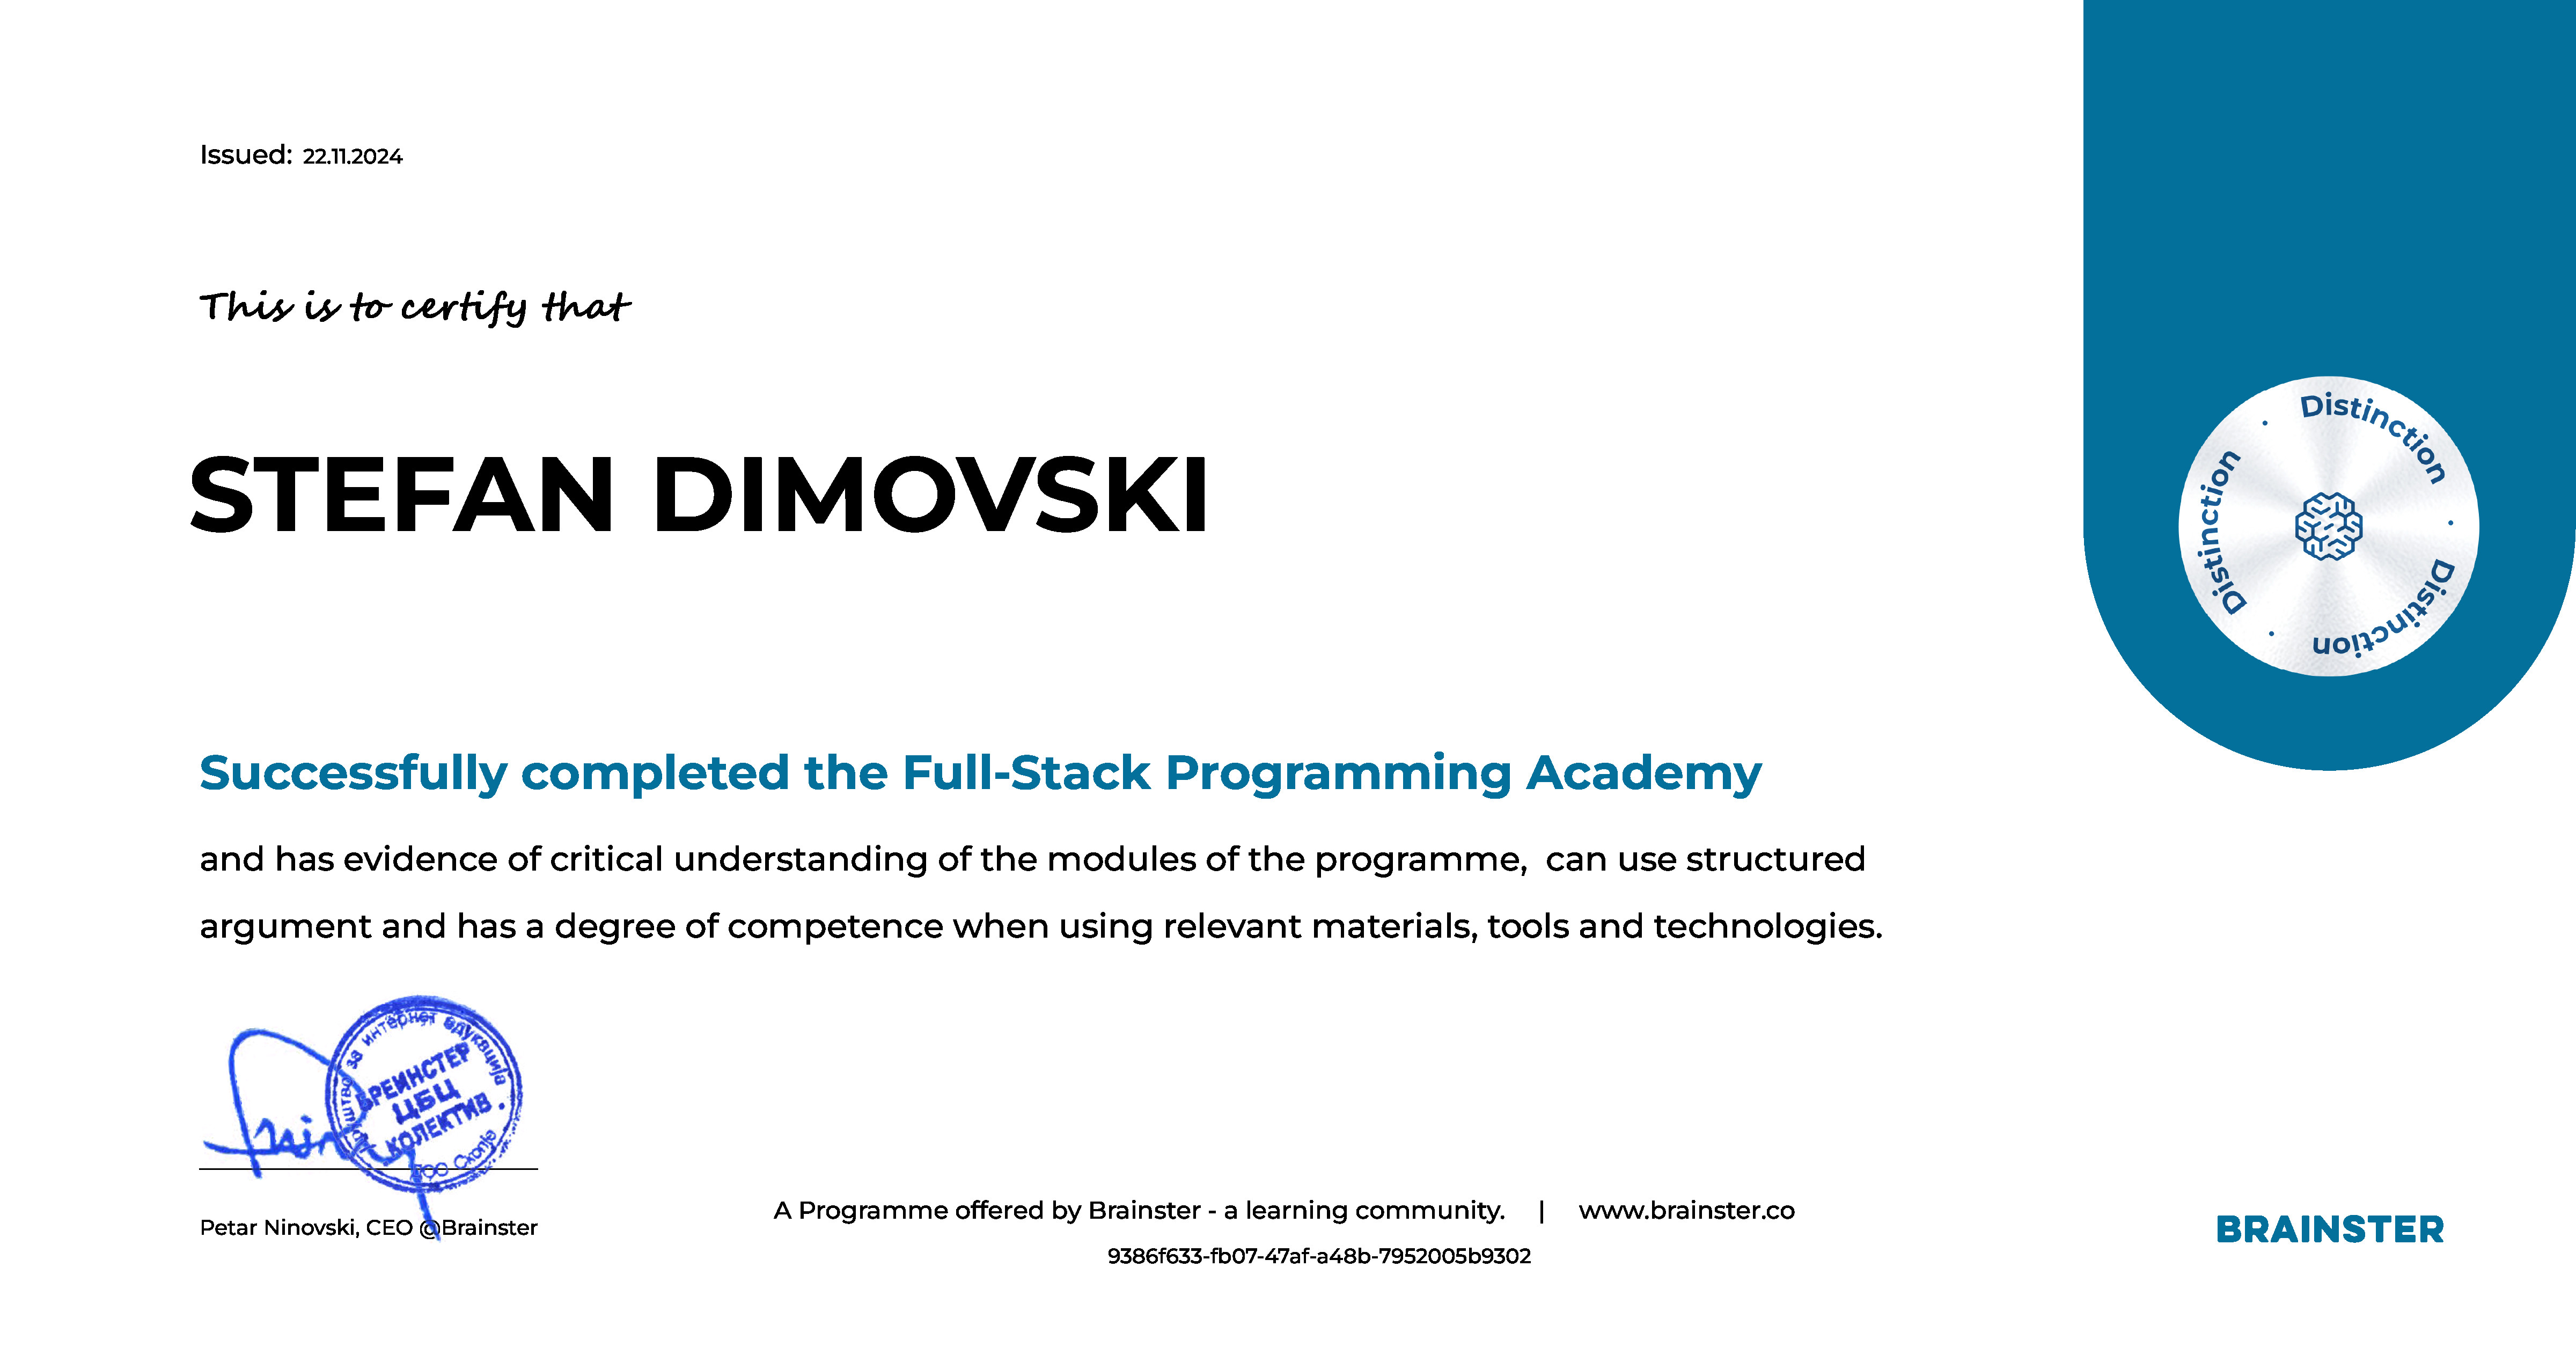 Issued: 22.11.2024
This is to certify that
STEFAN DIMOVSKI
Distinction · Distinction · Distinction ·
Successfully completed the Full-Stack Programming Academy
and has evidence of critical understanding of the modules of the programme,  can use structured
argument and has a degree of competence when using relevant materials, tools and technologies.
за интернет едукација
БРЕИНСТЕР
ЦБЦ
КОЛЕКТИВ
ДОО Скопје
Petar Ninovski, CEO @Brainster
A Programme offered by Brainster - a learning community. | www.brainster.co
9386f633-fb07-47af-a48b-7952005b9302
BRAINSTER